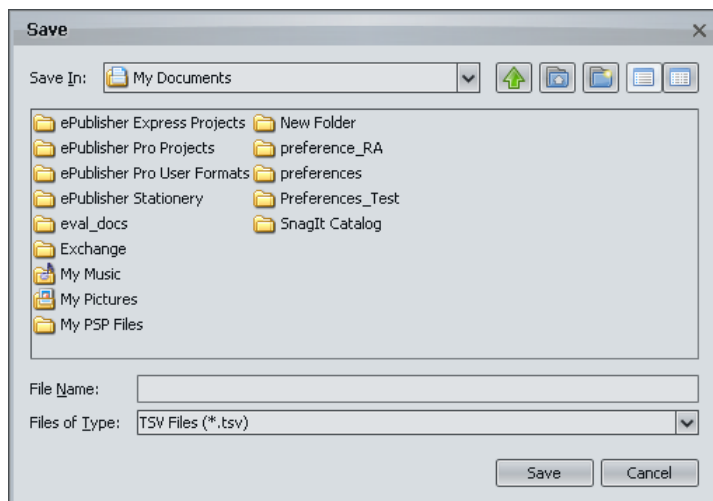 Save
Save In: My Documents
ePublisher Express Projects
ePublisher Pro Projects
ePublisher Pro User Formats
ePublisher Stationery
eval_docs
Exchange
My Music
My Pictures
My PSP Files
New Folder
preference_RA
preferences
Preferences_Test
SnagIt Catalog
File Name:
Files of Type: TSV Files (*.tsv)
Save Cancel